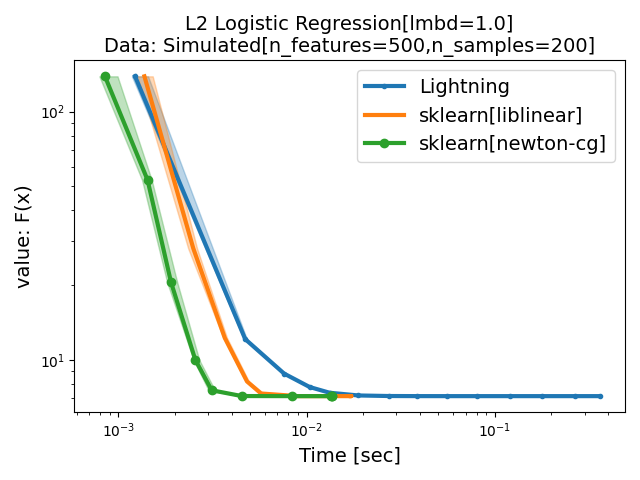 L2 Logistic Regression[lmbd=1.0]
Data: Simulated[n_features=500,n_samples=200]
value: F(x)
10²
10¹
Lightning
sklearn[liblinear]
sklearn[newton-cg]
10⁻³
10⁻²
10⁻¹
Time [sec]